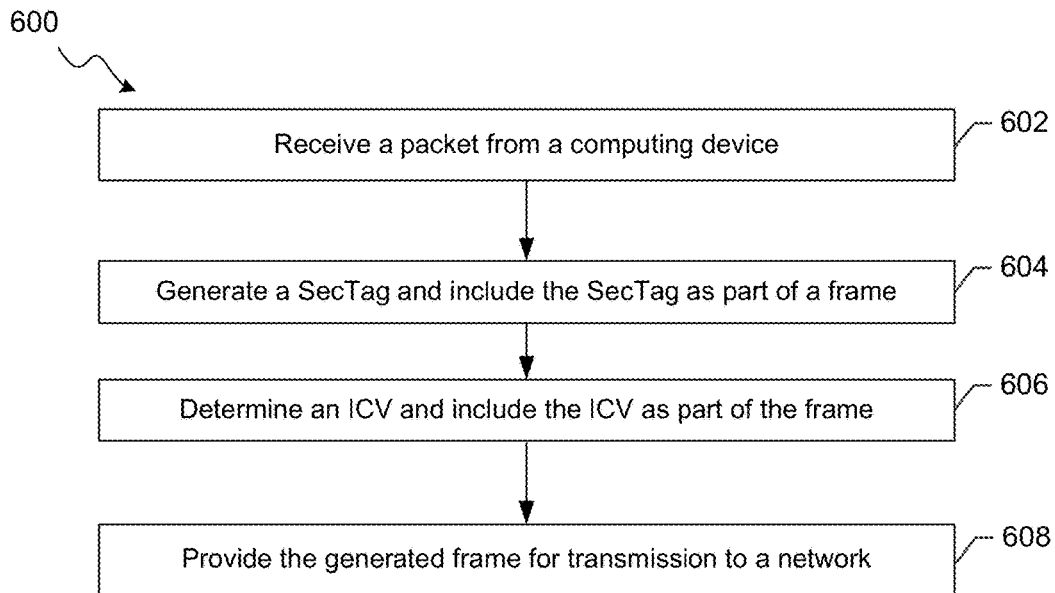 600
Receive a packet from a computing device
602
Generate a SecTag and include the SecTag as part of a frame
604
Determine an ICV and include the ICV as part of the frame
606
Provide the generated frame for transmission to a network
608